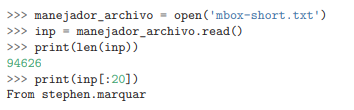 >>> manejador_archivo = open('mbox-short.txt')
>>> inp = manejador_archivo.read()
>>> print(len(inp))
94626
>>> print(inp[:20])
From stephen.marquar